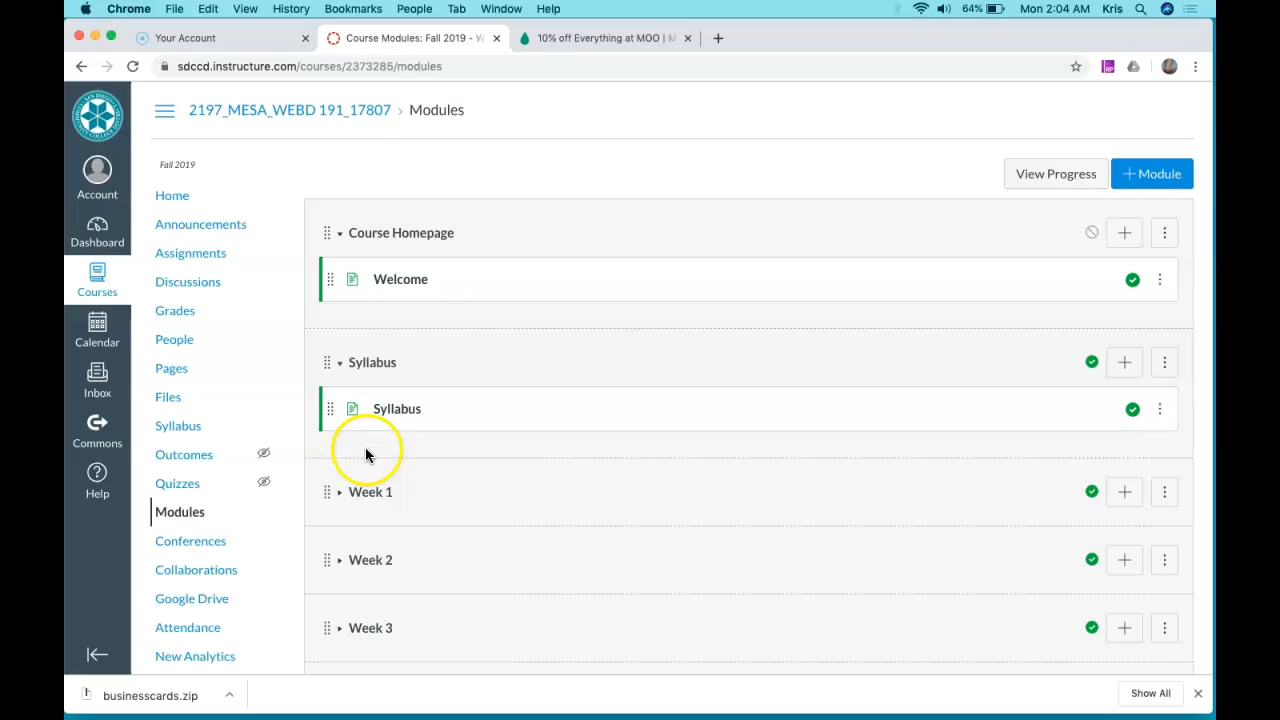 Chrome File Edit View History Bookmarks People Tab Window Help 64% Mon 2:04 AM Kris
Your Account Course Modules: Fall 2019 - W 10% off Everything at MOO | M
sdccd.instructure.com/courses/2373285/modules
2197_MESA_WEBD 191_17807 › Modules
Fall 2019
View Progress + Module
Account
Dashboard
Courses
Calendar
Inbox
Commons
Help
Home
Announcements
Assignments
Discussions
Grades
People
Pages
Files
Syllabus
Outcomes
Quizzes
Modules
Conferences
Collaborations
Google Drive
Attendance
New Analytics
Course Homepage
Welcome
Syllabus
Syllabus
Week 1
Week 2
Week 3
businesscards.zip Show All